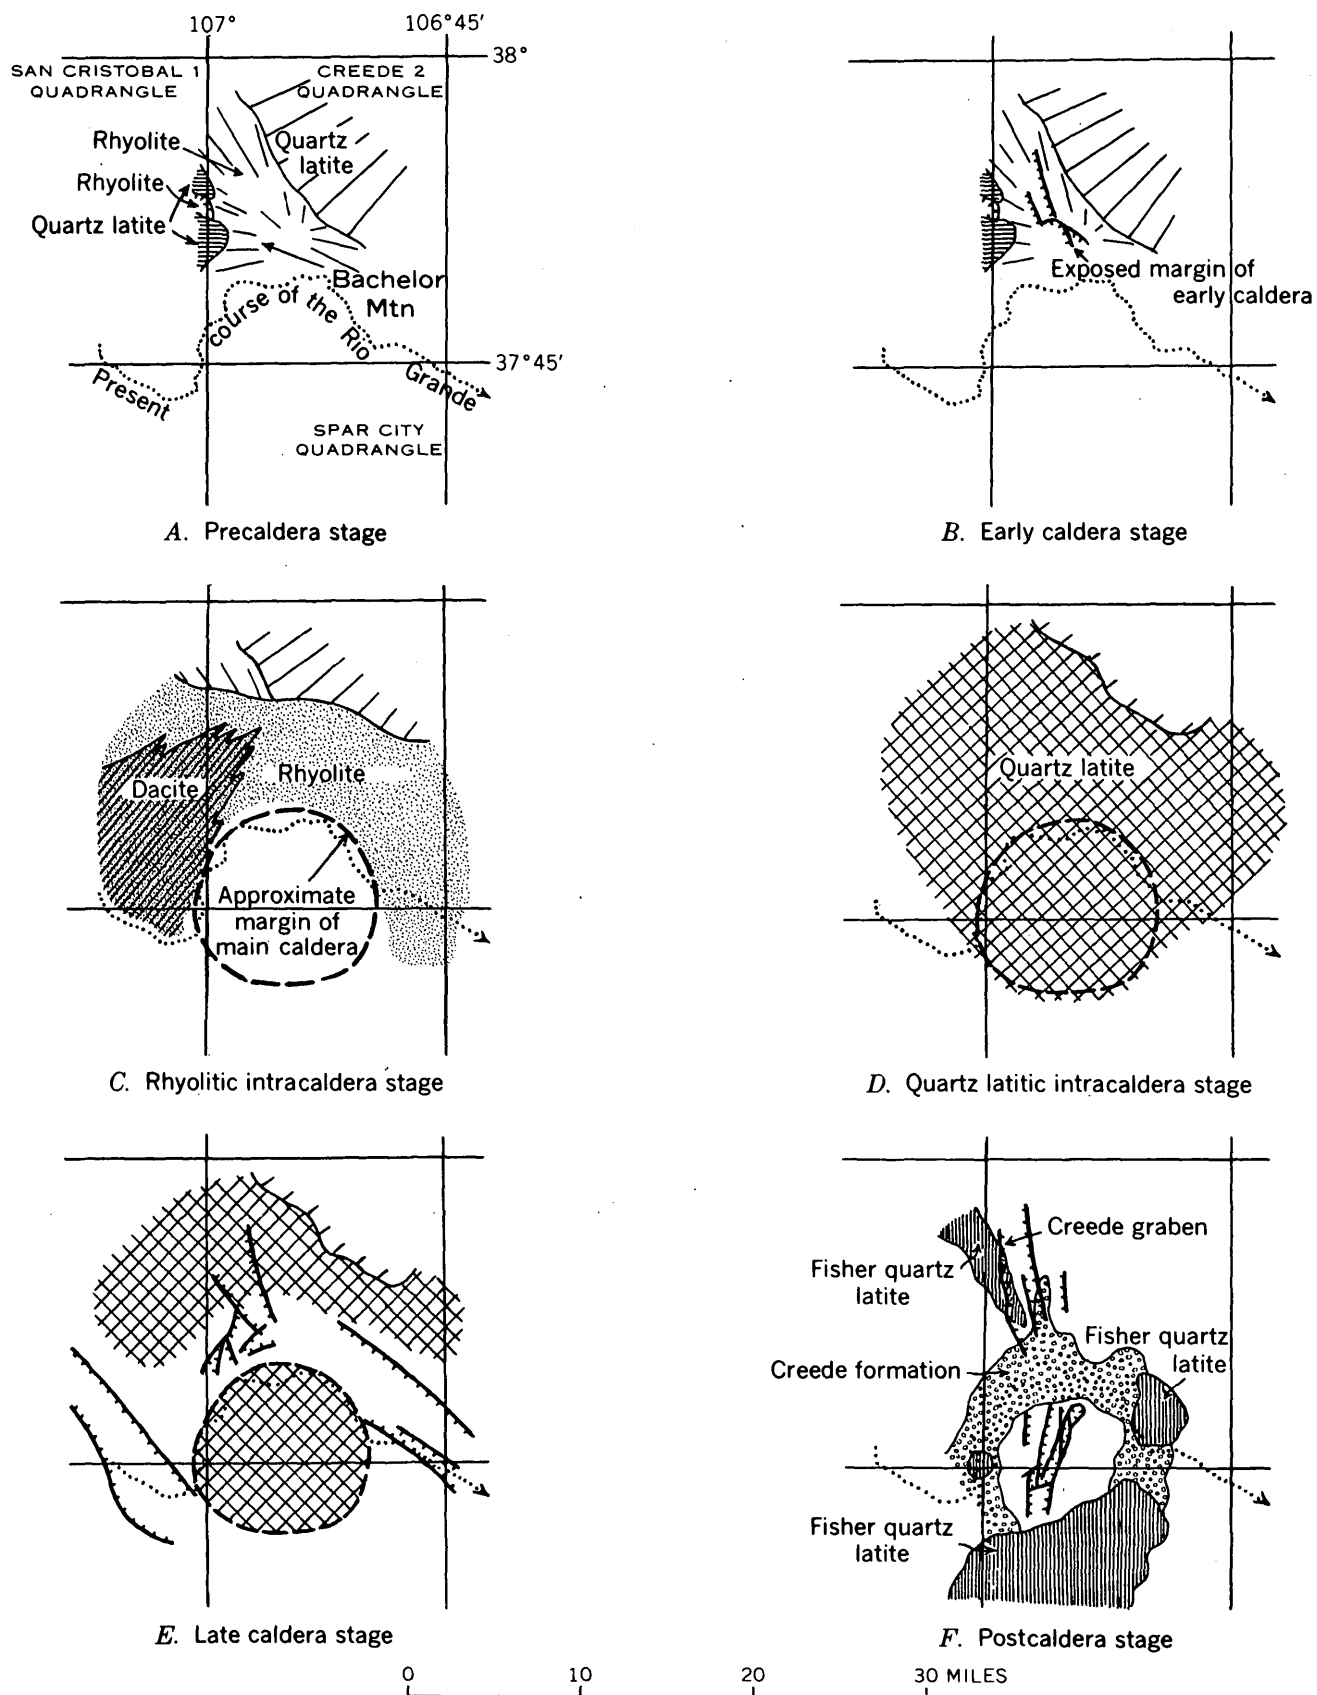 107° 106°45′
38°
SAN CRISTOBAL 1
QUADRANGLE
CREEDE 2
QUADRANGLE
Rhyolite
Quartz
latite
Rhyolite
Quartz latite
Bachelor
Mtn
Present course of the Rio Grande
37°45′
SPAR CITY
QUADRANGLE
A. Precaldera stage
Exposed margin of
early caldera
B. Early caldera stage
Rhyolite
Dacite
Approximate
margin of
main caldera
C. Rhyolitic intracaldera stage
Quartz latite
D. Quartz latitic intracaldera stage
E. Late caldera stage
Creede graben
Fisher quartz
latite
Fisher quartz
latite
Creede formation
Fisher quartz
latite
F. Postcaldera stage
0 10 20 30 MILES